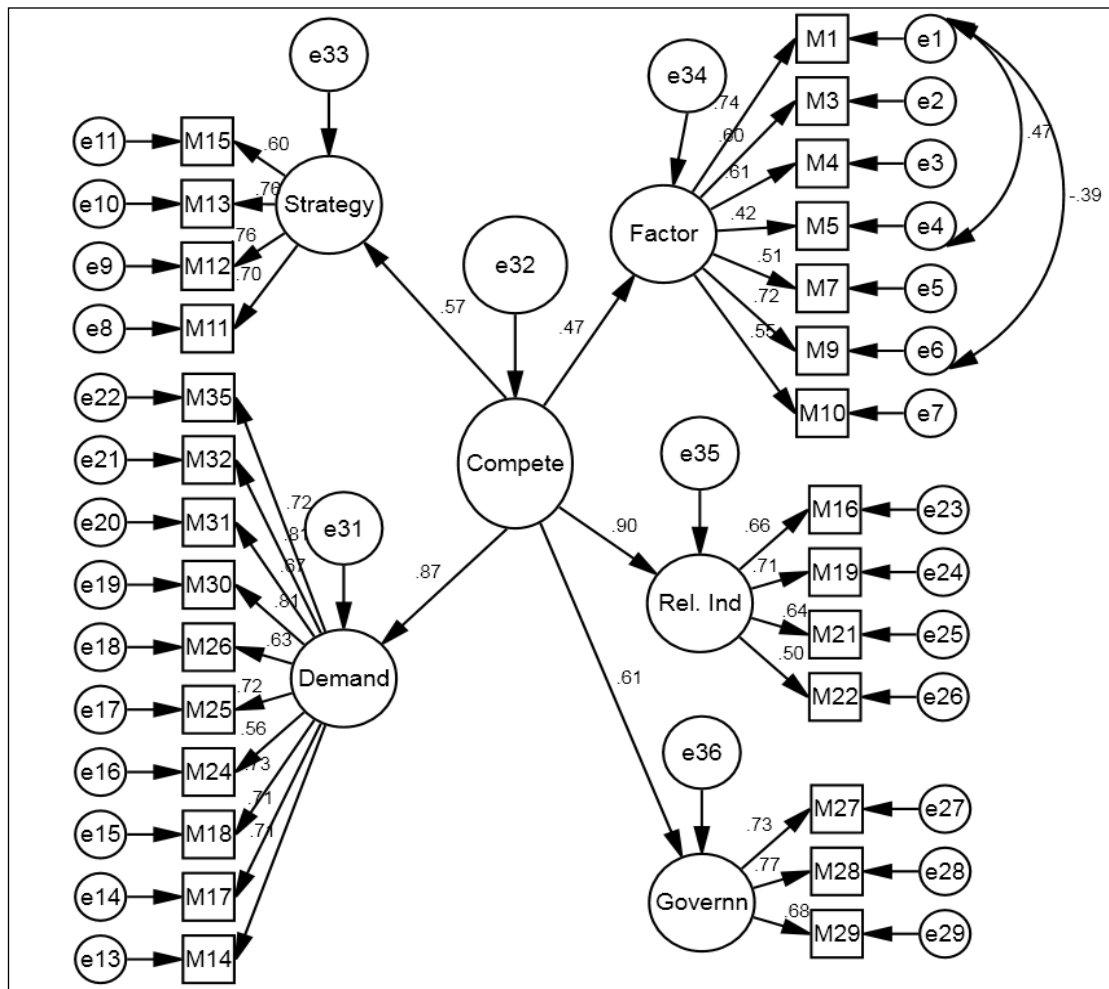 e33
e11
M15
.60
e10
M13
.76
Strategy
e9
M12
.76
e8
M11
.70
e34
M1
e1
.74
M3
e2
.60
M4
e3
.61
.47
-.39
Factor
.42
M5
e4
.51
M7
e5
.72
M9
e6
.55
M10
e7
e32
.57
.47
Compete
.87
.90
.61
e22
M35
e21
M32
e20
M31
e19
M30
e18
M26
e17
M25
e16
M24
e15
M18
e14
M17
e13
M14
.72
.81
.67
.81
.63
.72
.56
.73
.71
.71
e31
Demand
e35
Rel. Ind
.66
M16
e23
.71
M19
e24
.64
M21
e25
.50
M22
e26
e36
Governn
.73
M27
e27
.77
M28
e28
.68
M29
e29